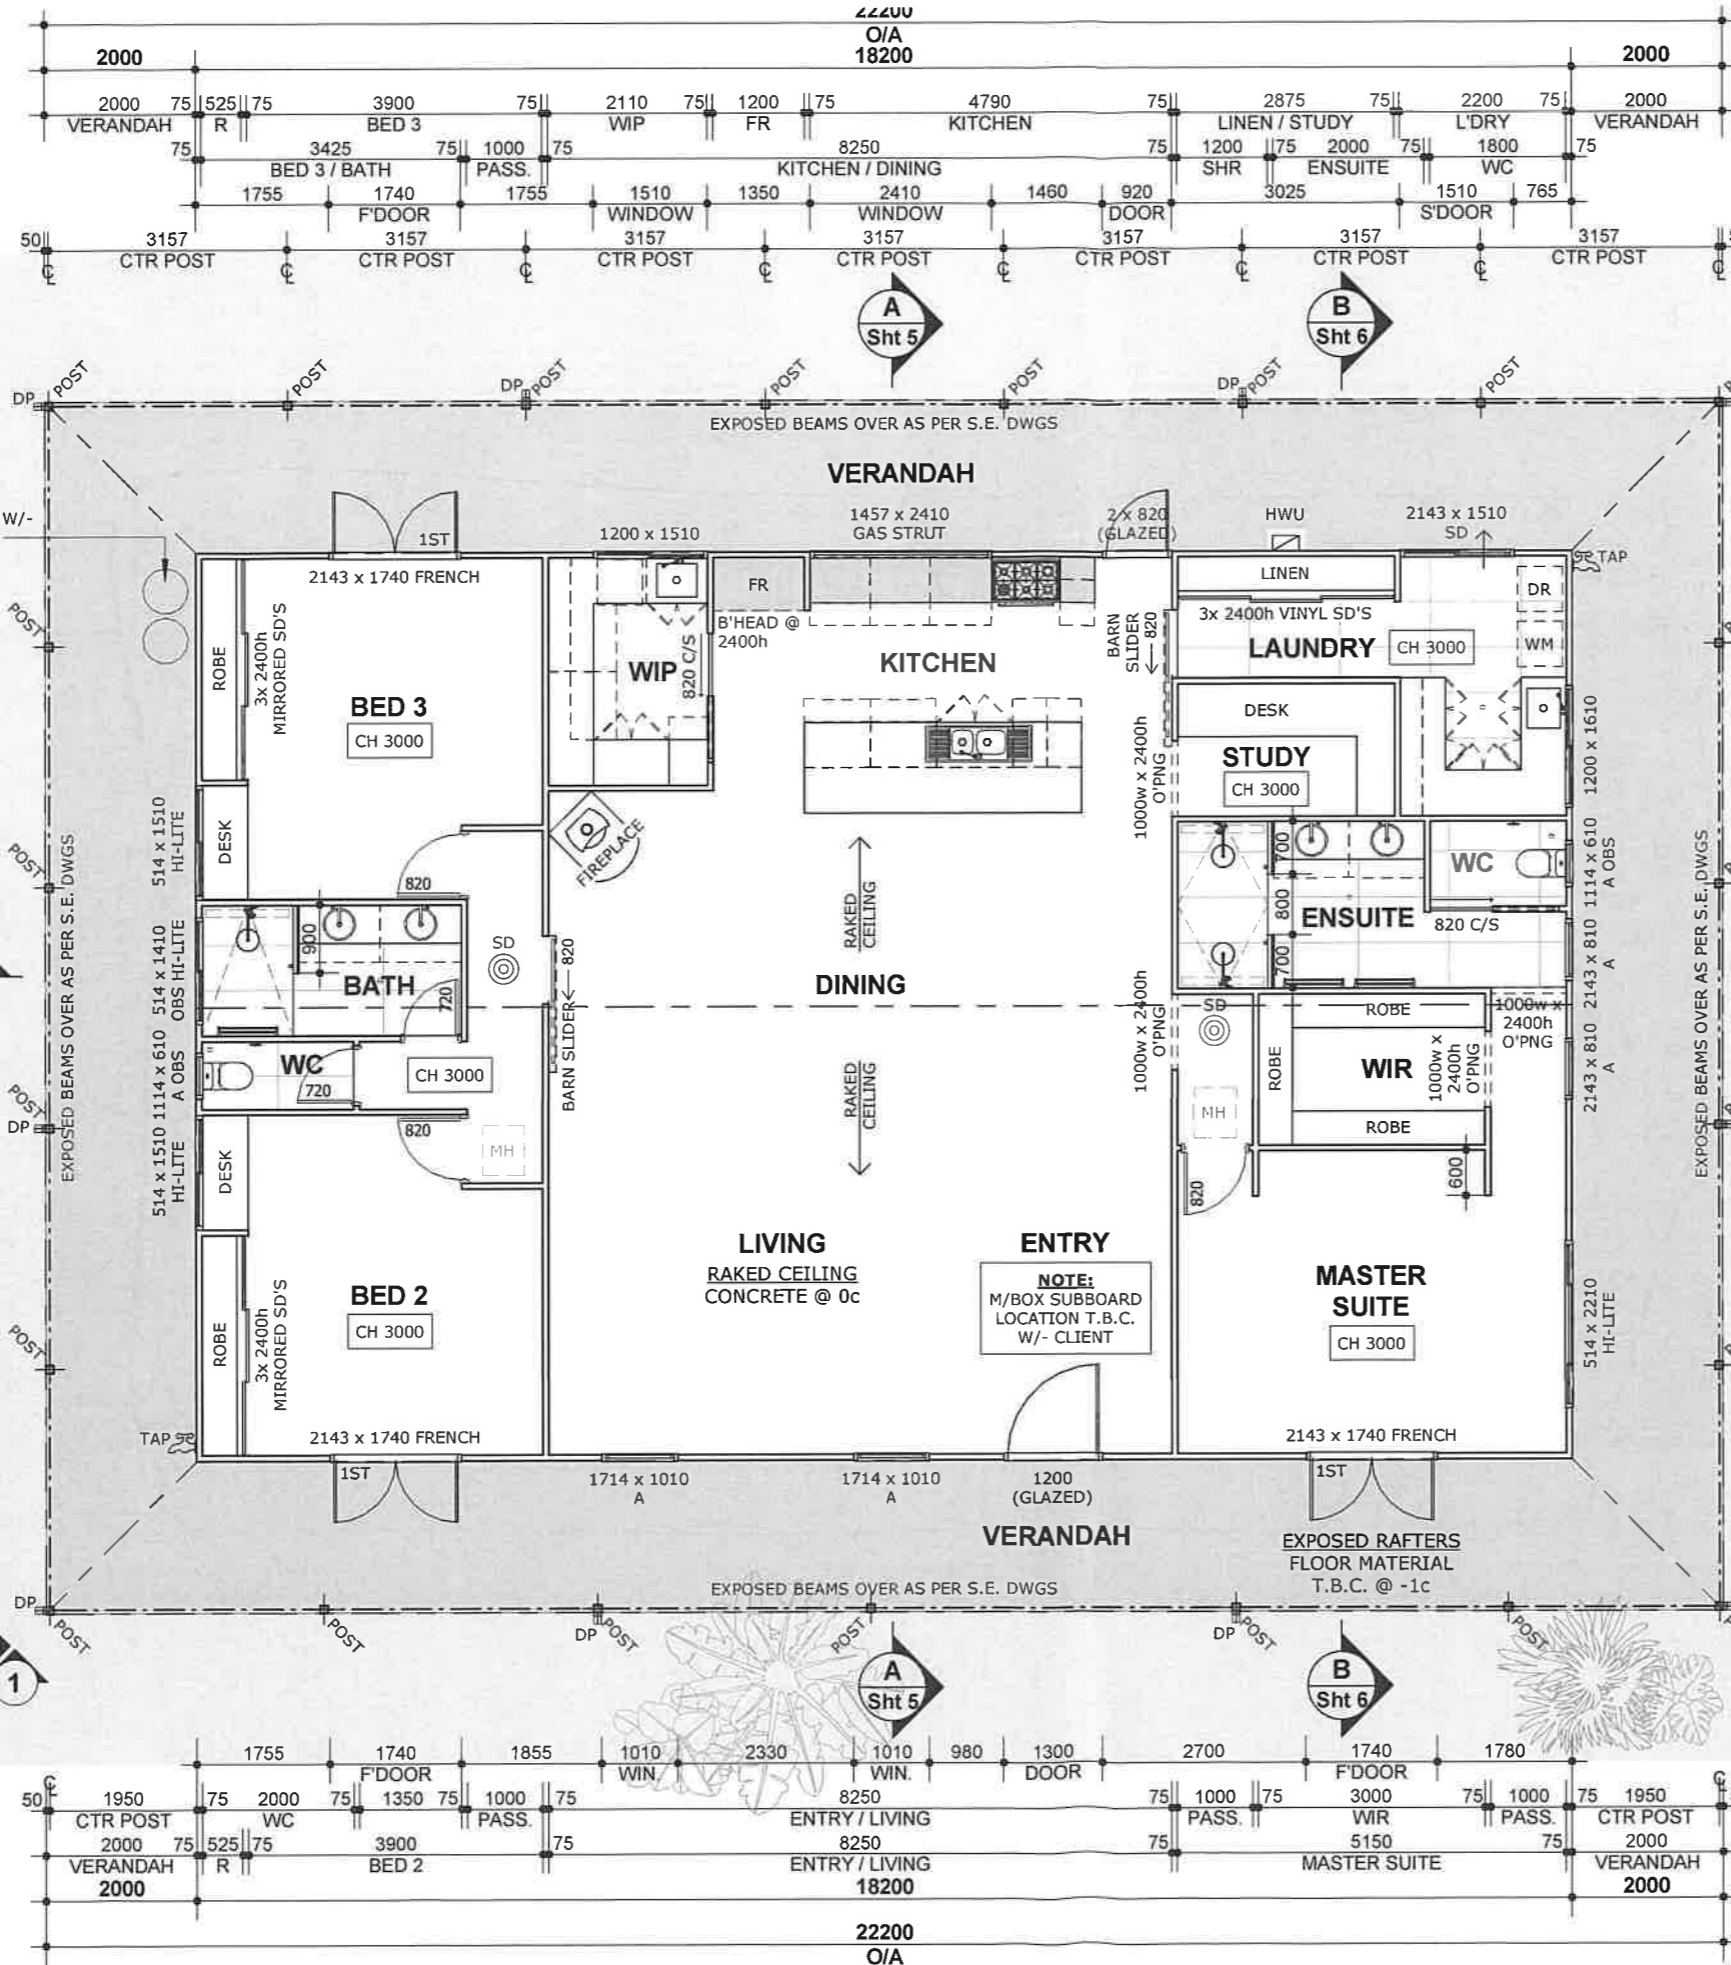 22200
O/A
2000 18200 2000
2000 75 525 75 3900 75 2110 75 1200 75 4790 75 2875 75 2200 75 2000
VERANDAH R BED 3 WIP FR KITCHEN LINEN / STUDY L'DRY VERANDAH
75 3425 75 1000 75 8250 75 1200 75 2000 75 1800 75
BED 3 / BATH PASS. KITCHEN / DINING SHR ENSUITE WC
1755 1740 1755 1510 1350 2410 1460 920 3025 1510 765
F'DOOR WINDOW WINDOW DOOR S'DOOR
50 3157 3157 3157 3157 3157 3157 3157
CTR POST CTR POST CTR POST CTR POST CTR POST CTR POST CTR POST
A
Sht 5
B
Sht 6
POST POST POST POST POST POST POST
DP DP DP
EXPOSED BEAMS OVER AS PER S.E. DWGS
VERANDAH
W/-
1ST
1200 x 1510
1457 x 2410
GAS STRUT
2 x 820
(GLAZED)
HWU
2143 x 1510
SD
TAP
2143 x 1740 FRENCH
ROBE
3x 2400h
MIRRORED SD'S
BED 3
CH 3000
DESK
820
WIP
820 C/S
FR
B'HEAD @
2400h
KITCHEN
BARN
SLIDER
820
LINEN
3x 2400h VINYL SD'S
LAUNDRY
CH 3000
DR
WM
DESK
STUDY
CH 3000
1000w x 2400h
O'PNG
FIREPLACE
POST
POST
POST
DP
POST
EXPOSED BEAMS OVER AS PER S.E. DWGS
514 x 1510
HI-LITE
514 x 1410
OBS HI-LITE
1114 x 610
A OBS
514 x 1510
HI-LITE
900
BATH
720
SD
BARN SLIDER
820
WC
720
CH 3000
820
MH
RAKED
CEILING
DINING
RAKED
CEILING
1000w x 2400h
O'PNG
700
800
700
ENSUITE
WC
820 C/S
1200 x 1610
1114 x 610
A OBS
2143 x 810
A
2143 x 810
A
514 x 2210
HI-LITE
EXPOSED BEAMS OVER AS PER S.E. DWGS
SD
MH
820
ROBE
ROBE
WIR
ROBE
1000w x
2400h
O'PNG
1000w x
2400h
O'PNG
600
DESK
ROBE
3x 2400h
MIRRORED SD'S
BED 2
CH 3000
2143 x 1740 FRENCH
TAP
1ST
LIVING
RAKED CEILING
CONCRETE @ 0c
ENTRY
NOTE:
M/BOX SUBBOARD
LOCATION T.B.C.
W/- CLIENT
MASTER
SUITE
CH 3000
2143 x 1740 FRENCH
1ST
1714 x 1010
A
1714 x 1010
A
1200
(GLAZED)
VERANDAH
EXPOSED RAFTERS
FLOOR MATERIAL
T.B.C. @ -1c
EXPOSED BEAMS OVER AS PER S.E. DWGS
DP DP DP
POST POST POST POST POST POST
1
A
Sht 5
B
Sht 6
1755 1740 1855 1010 2330 1010 980 1300 2700 1740 1780
F'DOOR WIN WIN. DOOR F'DOOR
50 1950 75 2000 75 1350 75 1000 75 8250 75 1000 75 3000 75 1000 75 1950
CTR POST WC PASS. ENTRY / LIVING PASS. WIR PASS. CTR POST
2000 75 525 75 3900 75 8250 75 5150 75 2000
VERANDAH R BED 2 ENTRY / LIVING MASTER SUITE VERANDAH
2000 18200 2000
22200
O/A